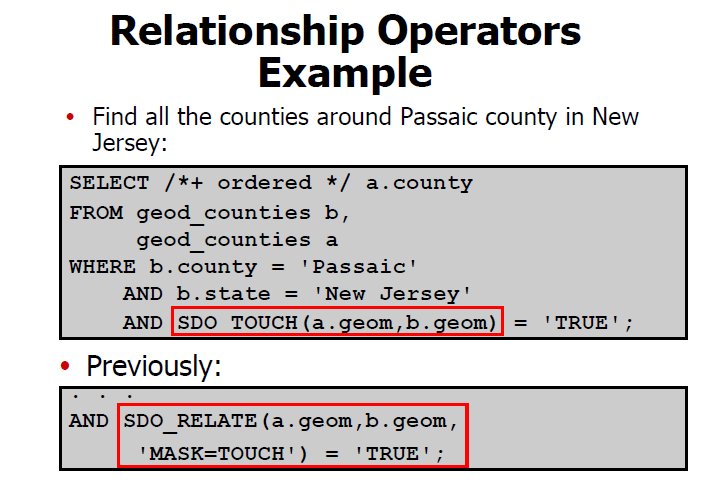 Relationship Operators
Example
• Find all the counties around Passaic county in New
Jersey:
SELECT /*+ ordered */ a.county
FROM geod_counties b,
geod_counties a
WHERE b.county = 'Passaic'
AND b.state = 'New Jersey'
AND SDO_TOUCH(a.geom,b.geom) = 'TRUE';
• Previously:
. . .
AND SDO_RELATE(a.geom,b.geom,
'MASK=TOUCH') = 'TRUE';